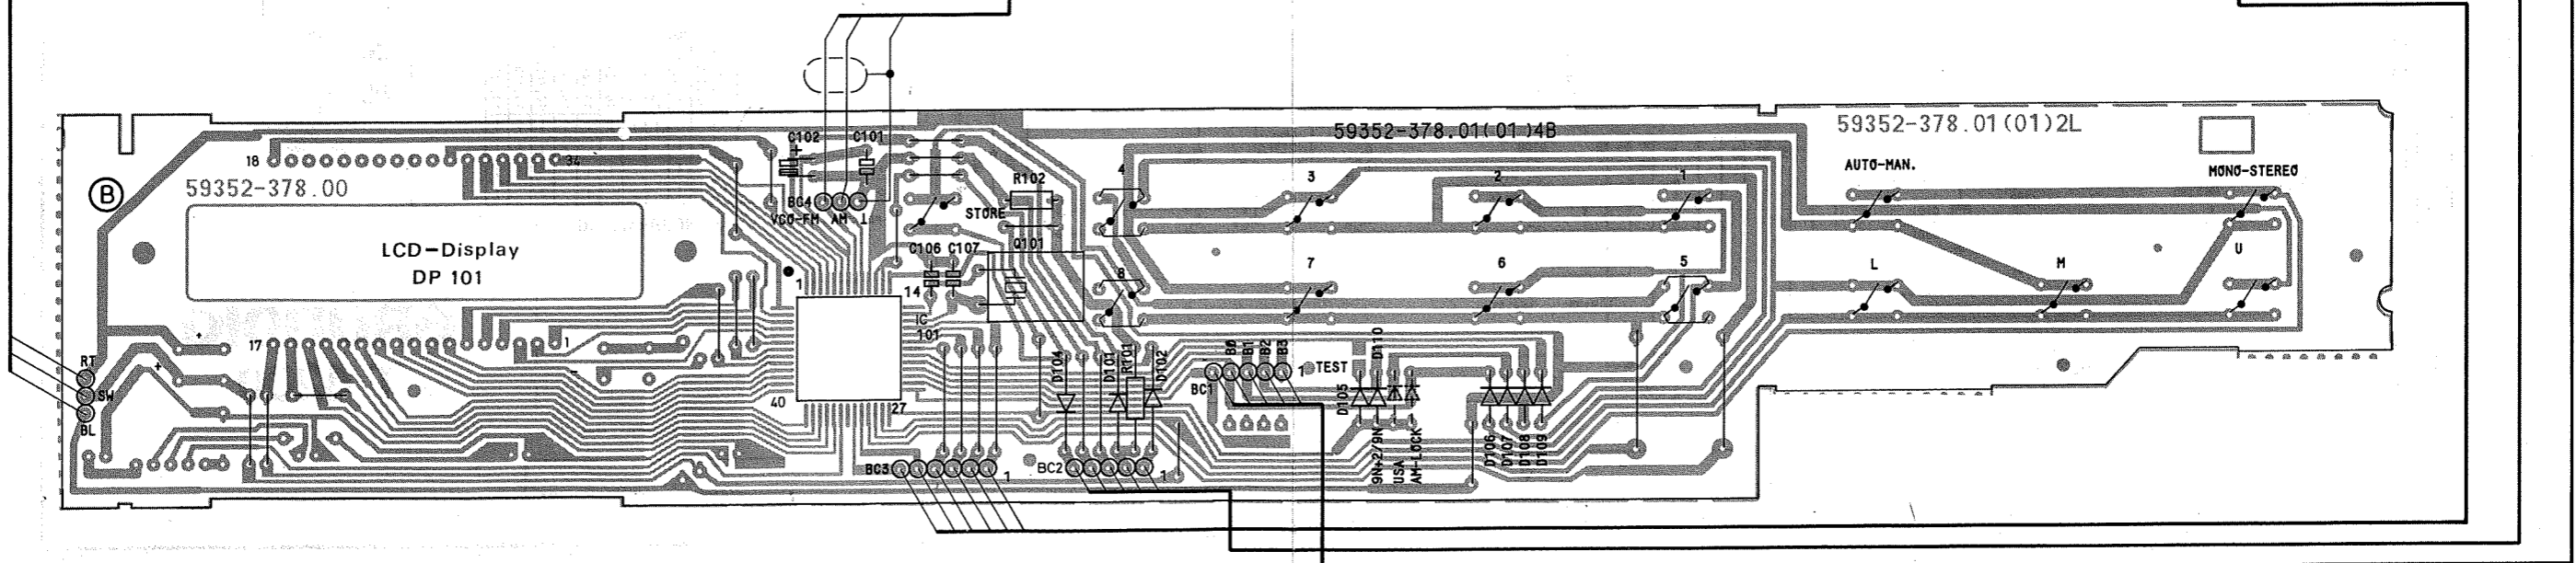 C102 C101
59352-378.01(01)4B
59352-378.01(01)2L
18 34
B
59352-378.00
BC4
VCO-FM AM ⊥
R102
STORE
4 3 2 1
AUTO-MAN.
MONO-STEREO
LCD-Display
DP 101
C106 C107 Q101
1
14
8 7 6 5
L M U
IC
101
17 1
+
+
-
RT
SW
BL
40 27
D104 D101 R101 D102
BC1 B0 B1 B2 B3 1
TEST
D105 D110
9N+2/9N
USA
AM-LOCK
D106 D107 D108 D109
BC3 1
BC2 1